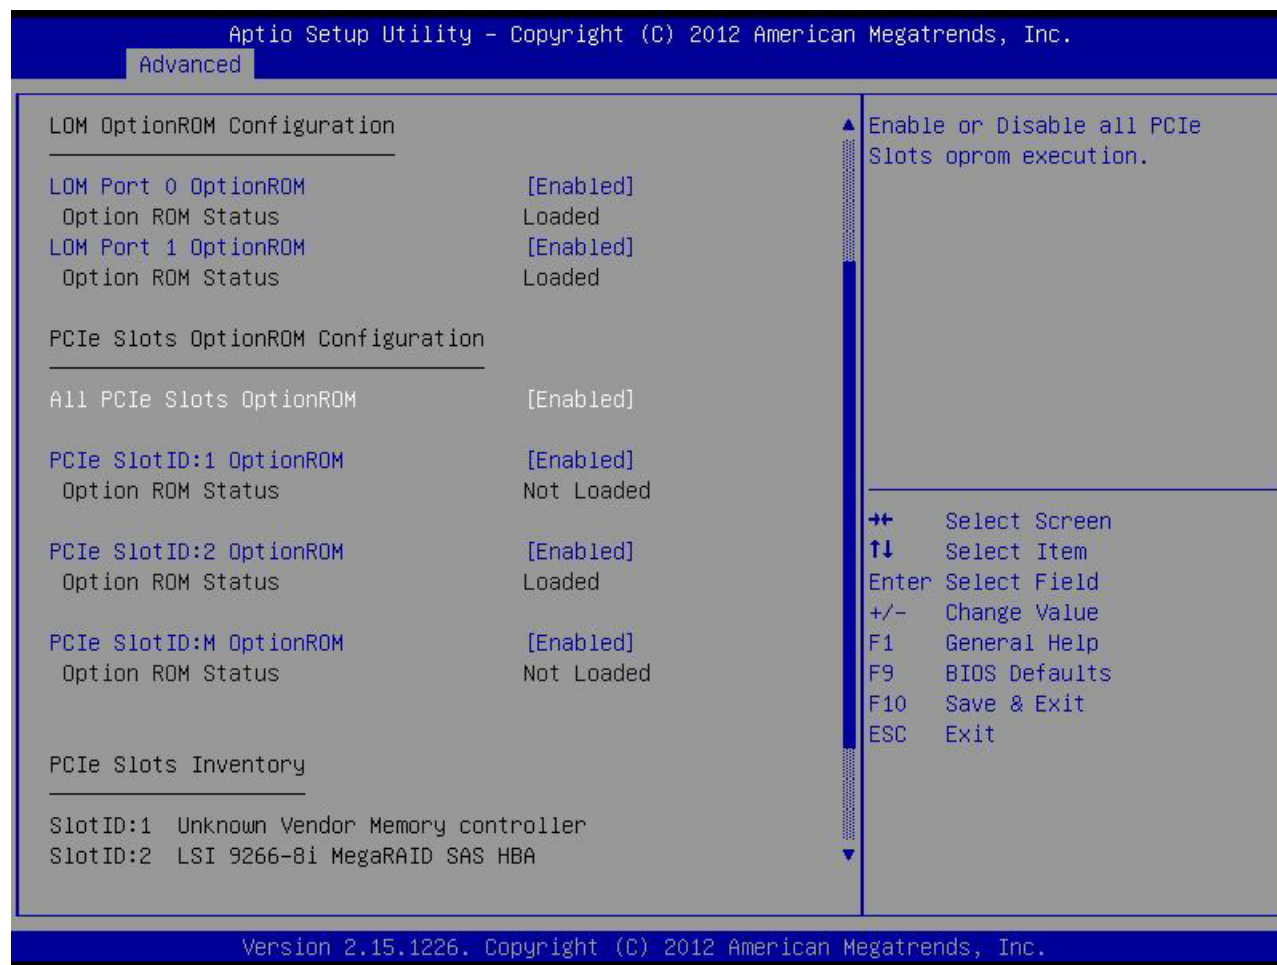 Aptio Setup Utility – Copyright (C) 2012 American Megatrends, Inc.
Advanced
LOM OptionROM Configuration
LOM Port 0 OptionROM [Enabled]
Option ROM Status Loaded
LOM Port 1 OptionROM [Enabled]
Option ROM Status Loaded
PCIe Slots OptionROM Configuration
All PCIe Slots OptionROM [Enabled]
PCIe SlotID:1 OptionROM [Enabled]
Option ROM Status Not Loaded
PCIe SlotID:2 OptionROM [Enabled]
Option ROM Status Loaded
PCIe SlotID:M OptionROM [Enabled]
Option ROM Status Not Loaded
PCIe Slots Inventory
SlotID:1 Unknown Vendor Memory controller
SlotID:2 LSI 9266-8i MegaRAID SAS HBA
Enable or Disable all PCIe
Slots oprom execution.
→← Select Screen
↑↓ Select Item
Enter Select Field
+/- Change Value
F1 General Help
F9 BIOS Defaults
F10 Save & Exit
ESC Exit
Version 2.15.1226. Copyright (C) 2012 American Megatrends, Inc.